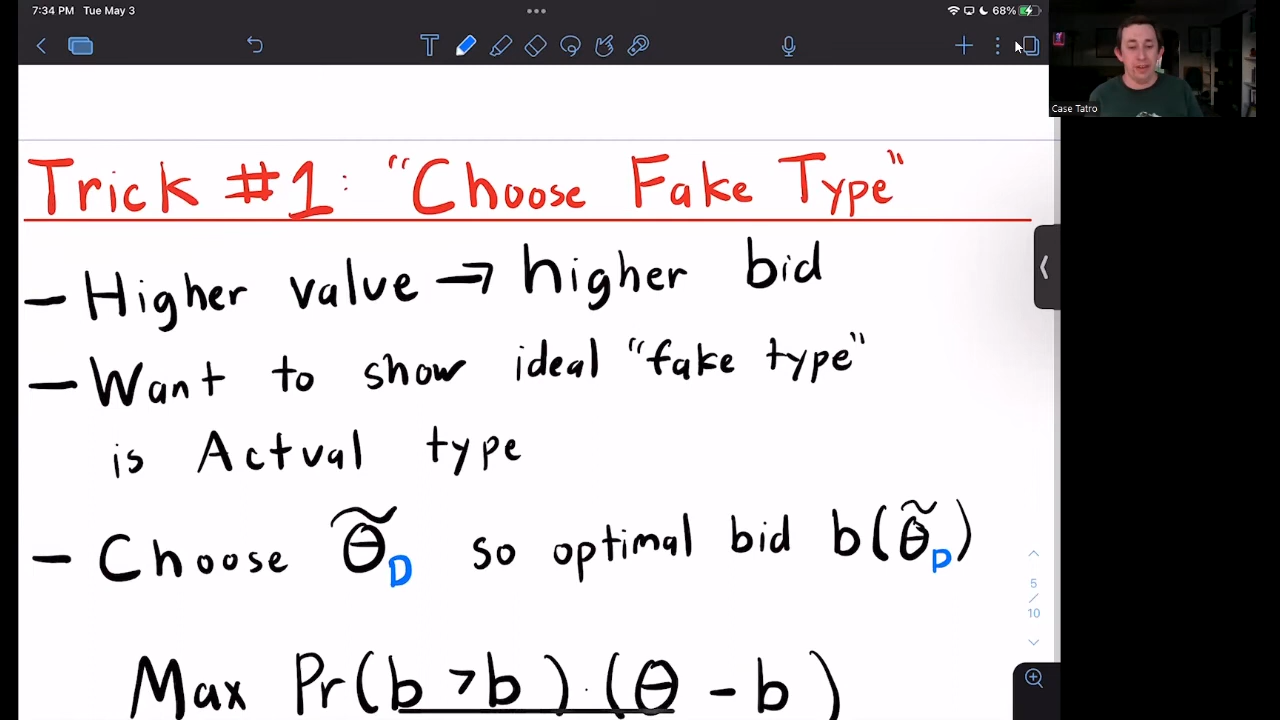 7:34 PM Tue May 3
68%
Case Tatro
Trick #1: "Choose Fake Type"
- Higher value → higher bid
- Want to show ideal "fake type"
is Actual type
- Choose θ̃D so optimal bid b(θ̃D)
Max Pr(b > b ) · (θ - b )
5
/
10